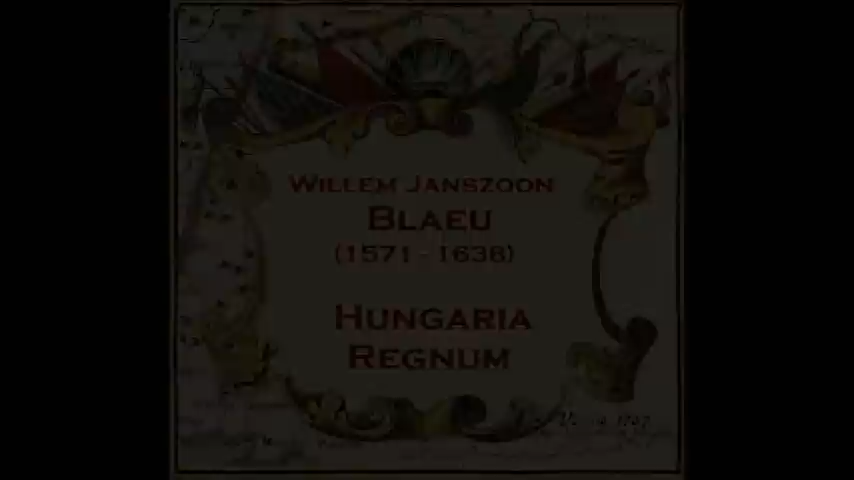 WILLEM JANSZOON
BLAEU
(1571 - 1638)
HUNGARIA
REGNUM